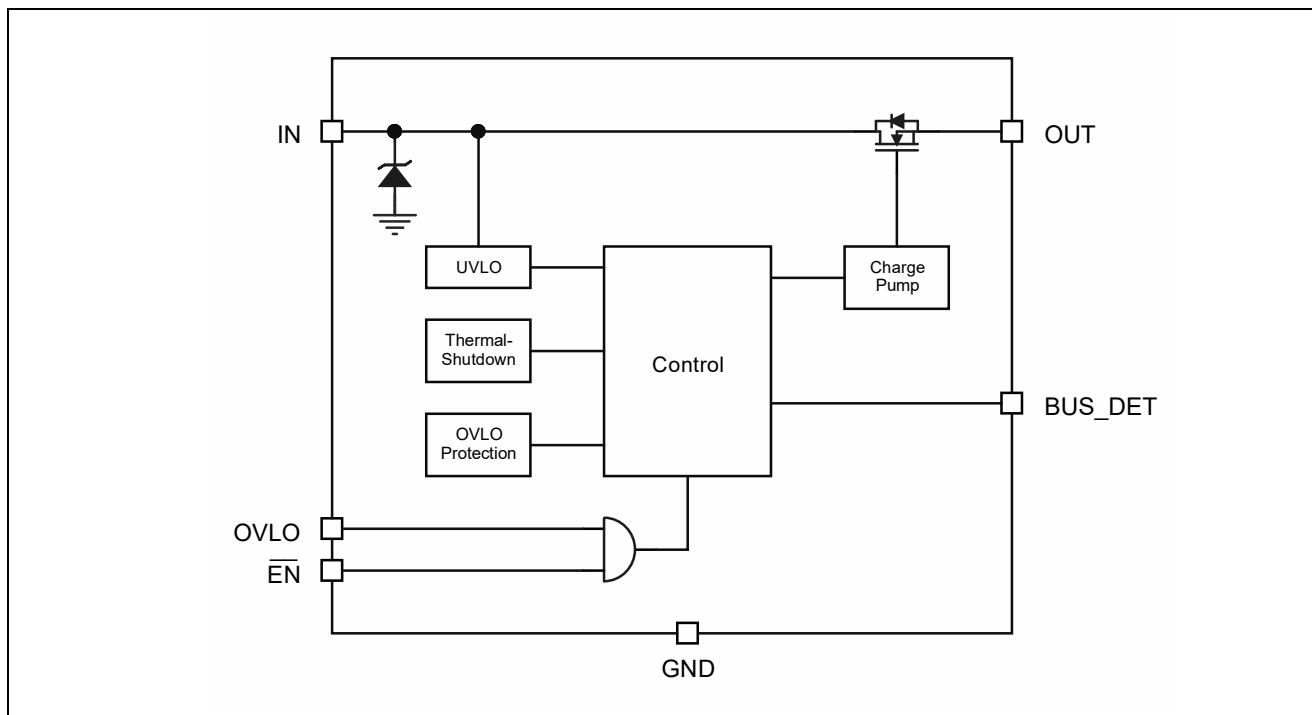 IN
OUT
UVLO
Charge
Pump
Thermal-
Shutdown
Control
BUS_DET
OVLO
Protection
OVLO
EN
GND